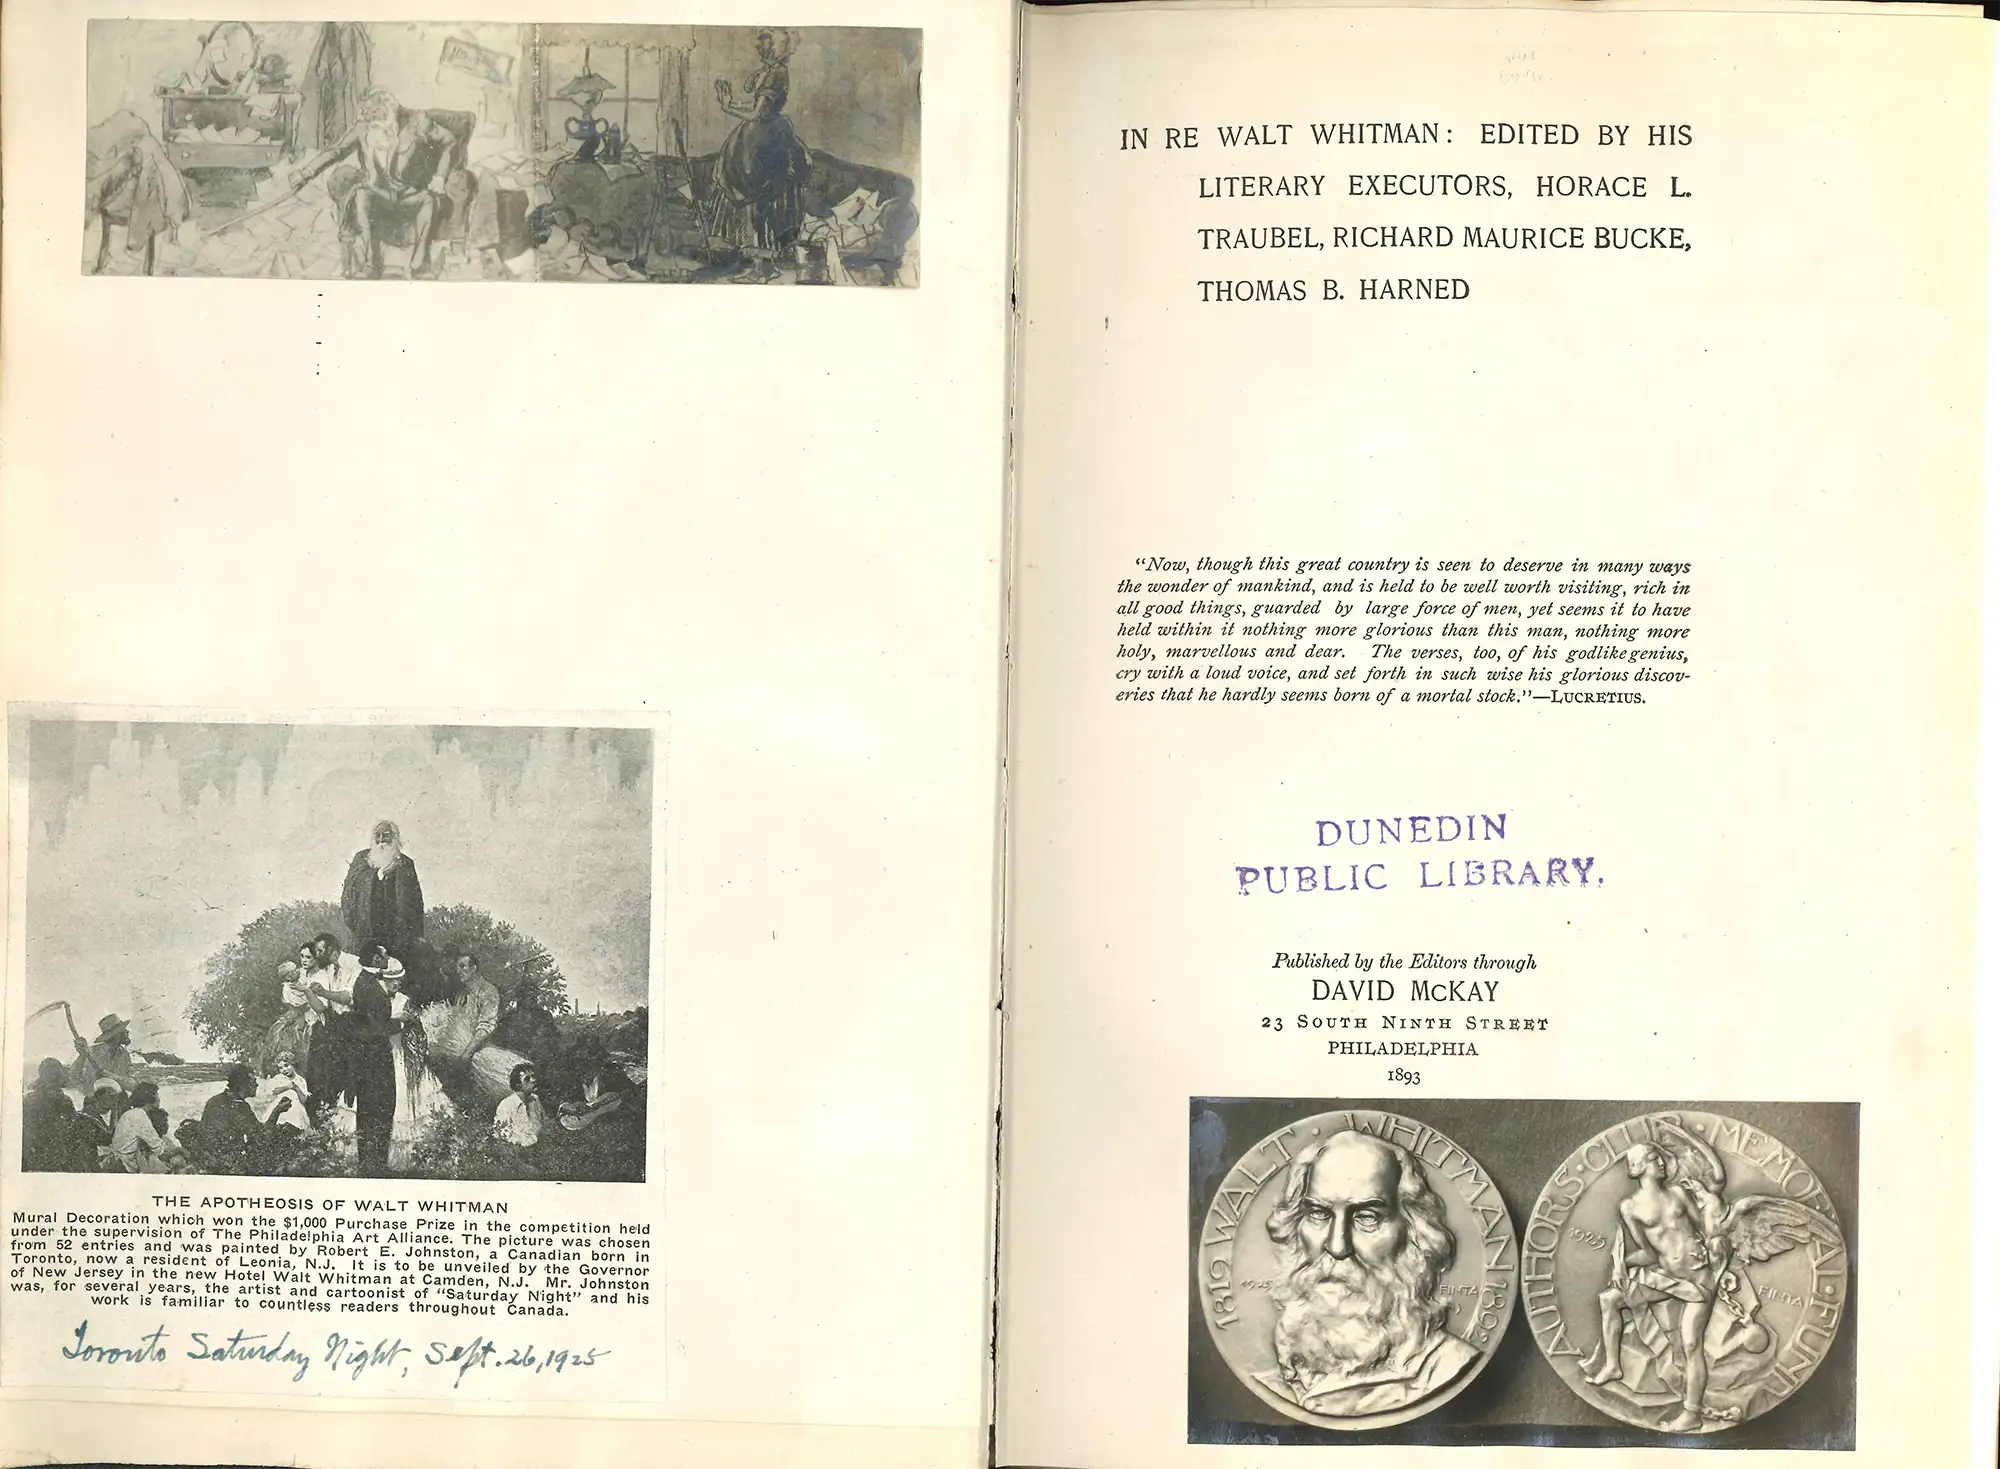 THE APOTHEOSIS OF WALT WHITMAN
Mural Decoration which won the $1,000 Purchase Prize in the competition held
under the supervision of The Philadelphia Art Alliance. The picture was chosen
from 52 entries and was painted by Robert E. Johnston, a Canadian born in
Toronto, now a resident of Leonia, N.J. It is to be unveiled by the Governor
of New Jersey in the new Hotel Walt Whitman at Camden, N.J. Mr. Johnston
was, for several years, the artist and cartoonist of "Saturday Night" and his
work is familiar to countless readers throughout Canada.
Toronto Saturday Night, Sept. 26, 1925
IN RE WALT WHITMAN: EDITED BY HIS
LITERARY EXECUTORS, HORACE L.
TRAUBEL, RICHARD MAURICE BUCKE,
THOMAS B. HARNED
"Now, though this great country is seen to deserve in many ways
the wonder of mankind, and is held to be well worth visiting, rich in
all good things, guarded by large force of men, yet seems it to have
held within it nothing more glorious than this man, nothing more
holy, marvellous and dear. The verses, too, of his godlike genius,
cry with a loud voice, and set forth in such wise his glorious discov-
eries that he hardly seems born of a mortal stock."—LUCRETIUS.
DUNEDIN
PUBLIC LIBRARY.
Published by the Editors through
DAVID McKAY
23 SOUTH NINTH STREET
PHILADELPHIA
1893
1819 WALT · WHITMAN 1892
1925
FINTA
AUTHORS · CLUB · MEMORIAL · FUND
1925
FINTA